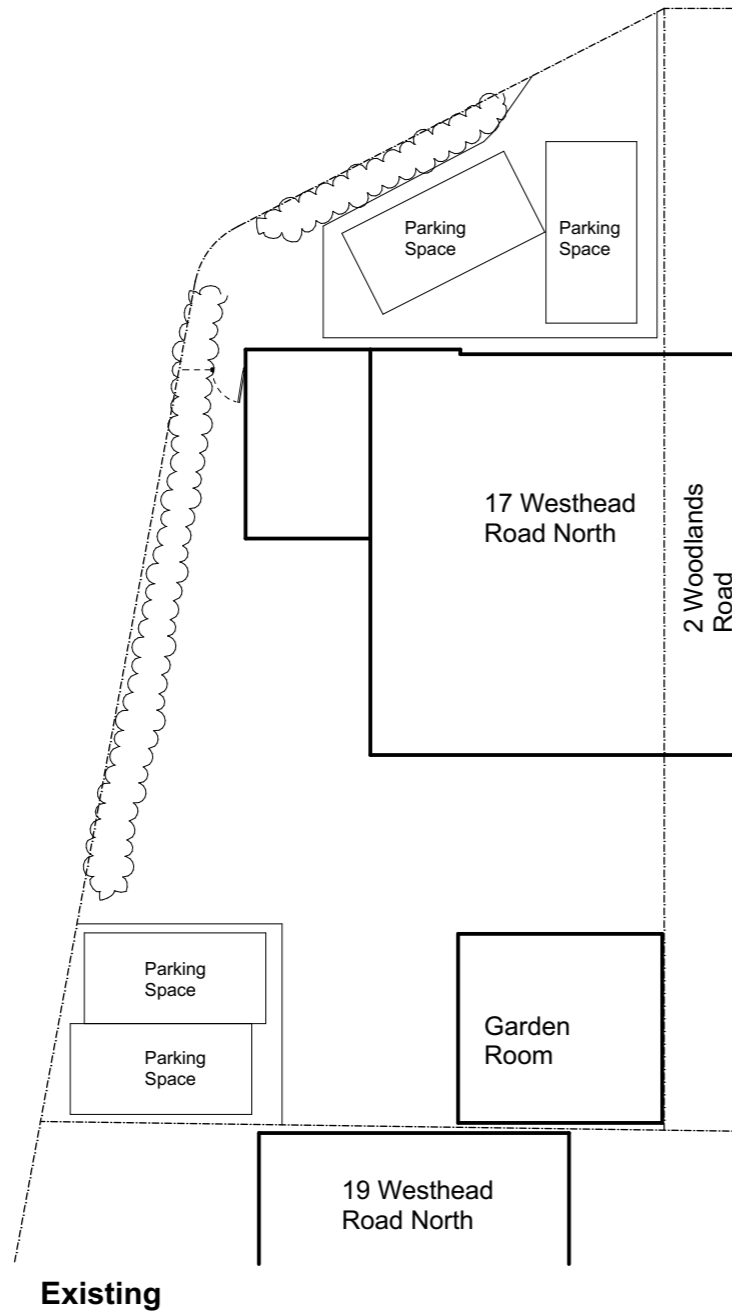 Parking
Space
Parking
Space
17 Westhead
Road North
2 Woodlands
Road
Parking
Space
Parking
Space
Garden
Room
19 Westhead
Road North
Existing